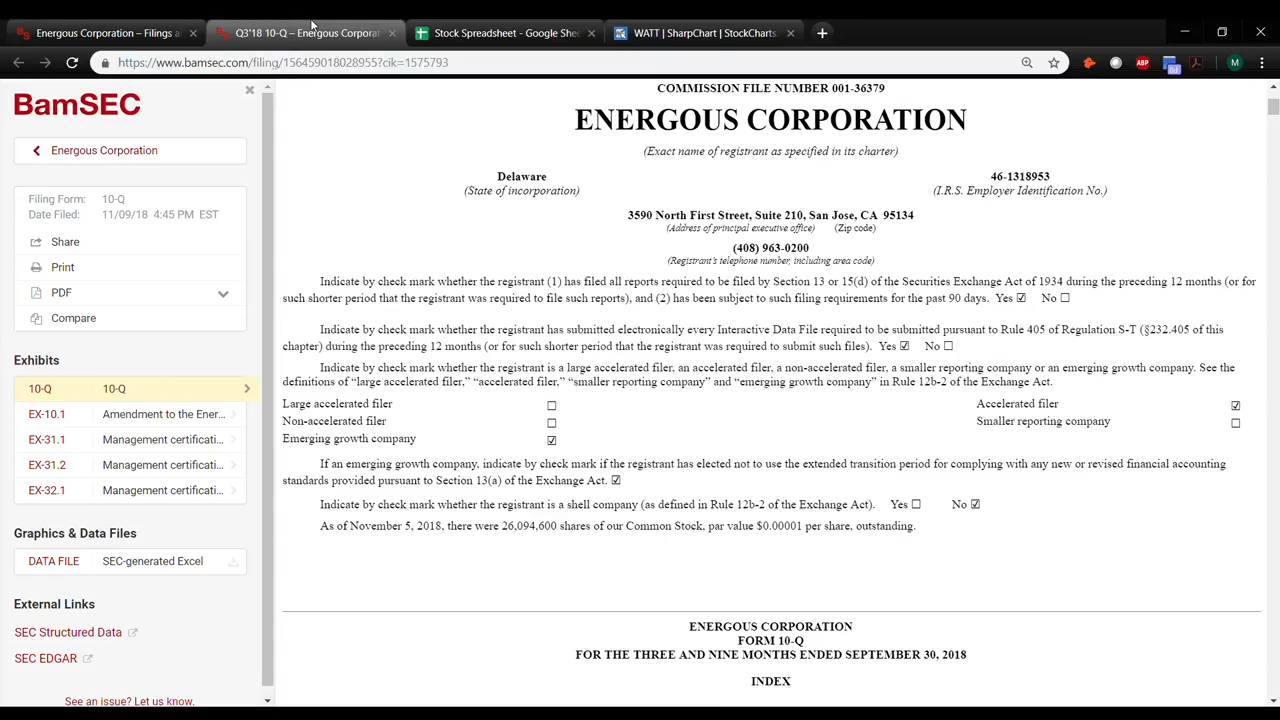 Energous Corporation – Filings a
Q3'18 10-Q – Energous Corporat
Stock Spreadsheet - Google She
WATT | SharpChart | StockCharts.
https://www.bamsec.com/filing/156459018028955?cik=1575793
ABP
M
BamSEC
Energous Corporation
Filing Form: 10-Q
Date Filed: 11/09/18 4:45 PM EST
Share
Print
PDF
Compare
Exhibits
10-Q 10-Q
EX-10.1 Amendment to the Ener...
EX-31.1 Management certificati...
EX-31.2 Management certificati...
EX-32.1 Management certificati...
Graphics & Data Files
DATA FILE SEC-generated Excel
External Links
SEC Structured Data
SEC EDGAR
See an issue? Let us know.
COMMISSION FILE NUMBER 001-36379
ENERGOUS CORPORATION
(Exact name of registrant as specified in its charter)
Delaware 46-1318953
(State of incorporation) (I.R.S. Employer Identification No.)
3590 North First Street, Suite 210, San Jose, CA 95134
(Address of principal executive office) (Zip code)
(408) 963-0200
(Registrant's telephone number, including area code)
Indicate by check mark whether the registrant (1) has filed all reports required to be filed by Section 13 or 15(d) of the Securities Exchange Act of 1934 during the preceding 12 months (or for
such shorter period that the registrant was required to file such reports), and (2) has been subject to such filing requirements for the past 90 days. Yes ☑ No ☐
Indicate by check mark whether the registrant has submitted electronically every Interactive Data File required to be submitted pursuant to Rule 405 of Regulation S-T (§232.405 of this
chapter) during the preceding 12 months (or for such shorter period that the registrant was required to submit such files). Yes ☑ No ☐
Indicate by check mark whether the registrant is a large accelerated filer, an accelerated filer, a non-accelerated filer, a smaller reporting company or an emerging growth company. See the
definitions of “large accelerated filer,” “accelerated filer,” “smaller reporting company” and “emerging growth company” in Rule 12b-2 of the Exchange Act.
Large accelerated filer ☐ Accelerated filer ☑
Non-accelerated filer ☐ Smaller reporting company ☐
Emerging growth company ☑
If an emerging growth company, indicate by check mark if the registrant has elected not to use the extended transition period for complying with any new or revised financial accounting
standards provided pursuant to Section 13(a) of the Exchange Act. ☑
Indicate by check mark whether the registrant is a shell company (as defined in Rule 12b-2 of the Exchange Act). Yes ☐ No ☑
As of November 5, 2018, there were 26,094,600 shares of our Common Stock, par value $0.00001 per share, outstanding.
ENERGOUS CORPORATION
FORM 10-Q
FOR THE THREE AND NINE MONTHS ENDED SEPTEMBER 30, 2018
INDEX